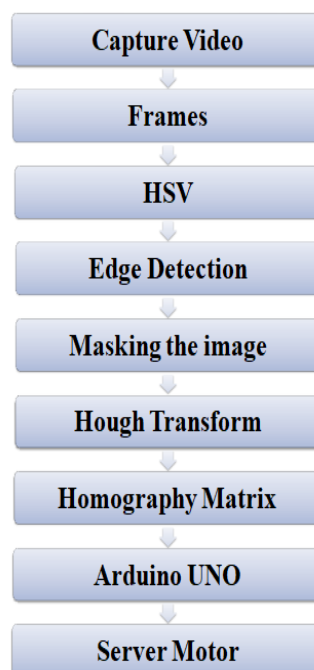 Capture Video
Frames
HSV
Edge Detection
Masking the image
Hough Transform
Homography Matrix
Arduino UNO
Server Motor